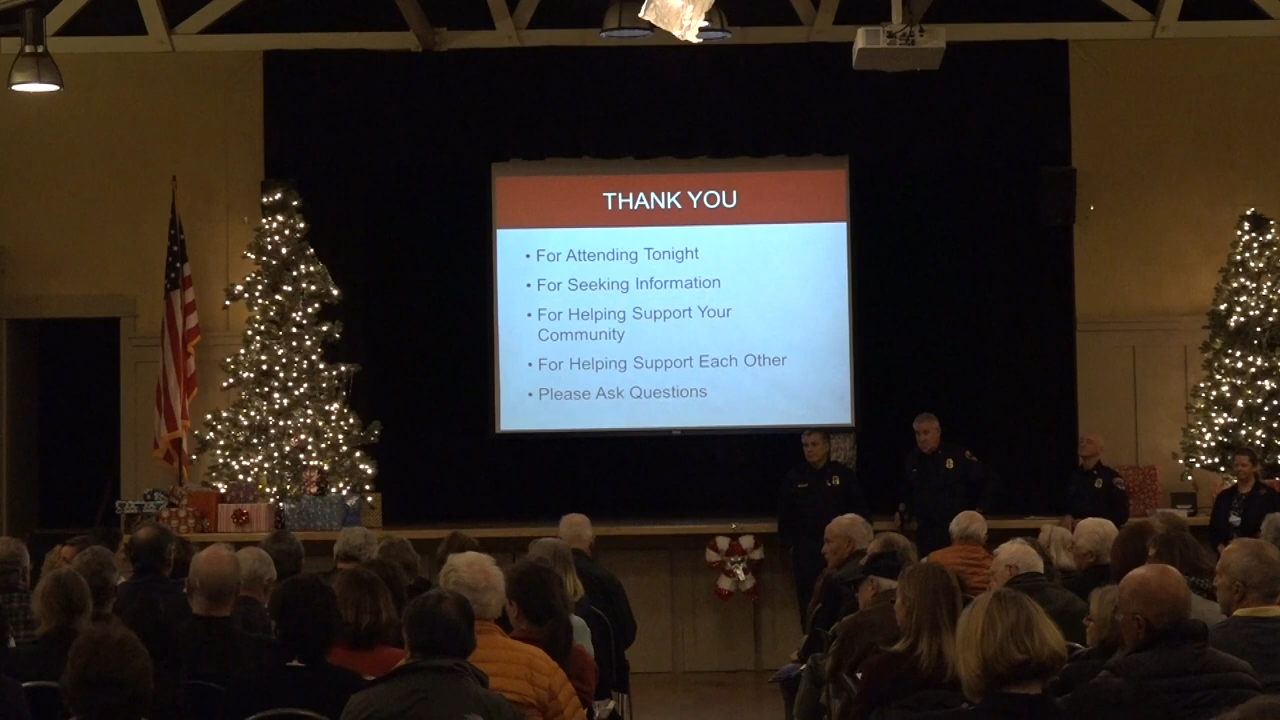 THANK YOU
• For Attending Tonight
• For Seeking Information
• For Helping Support Your
Community
• For Helping Support Each Other
• Please Ask Questions